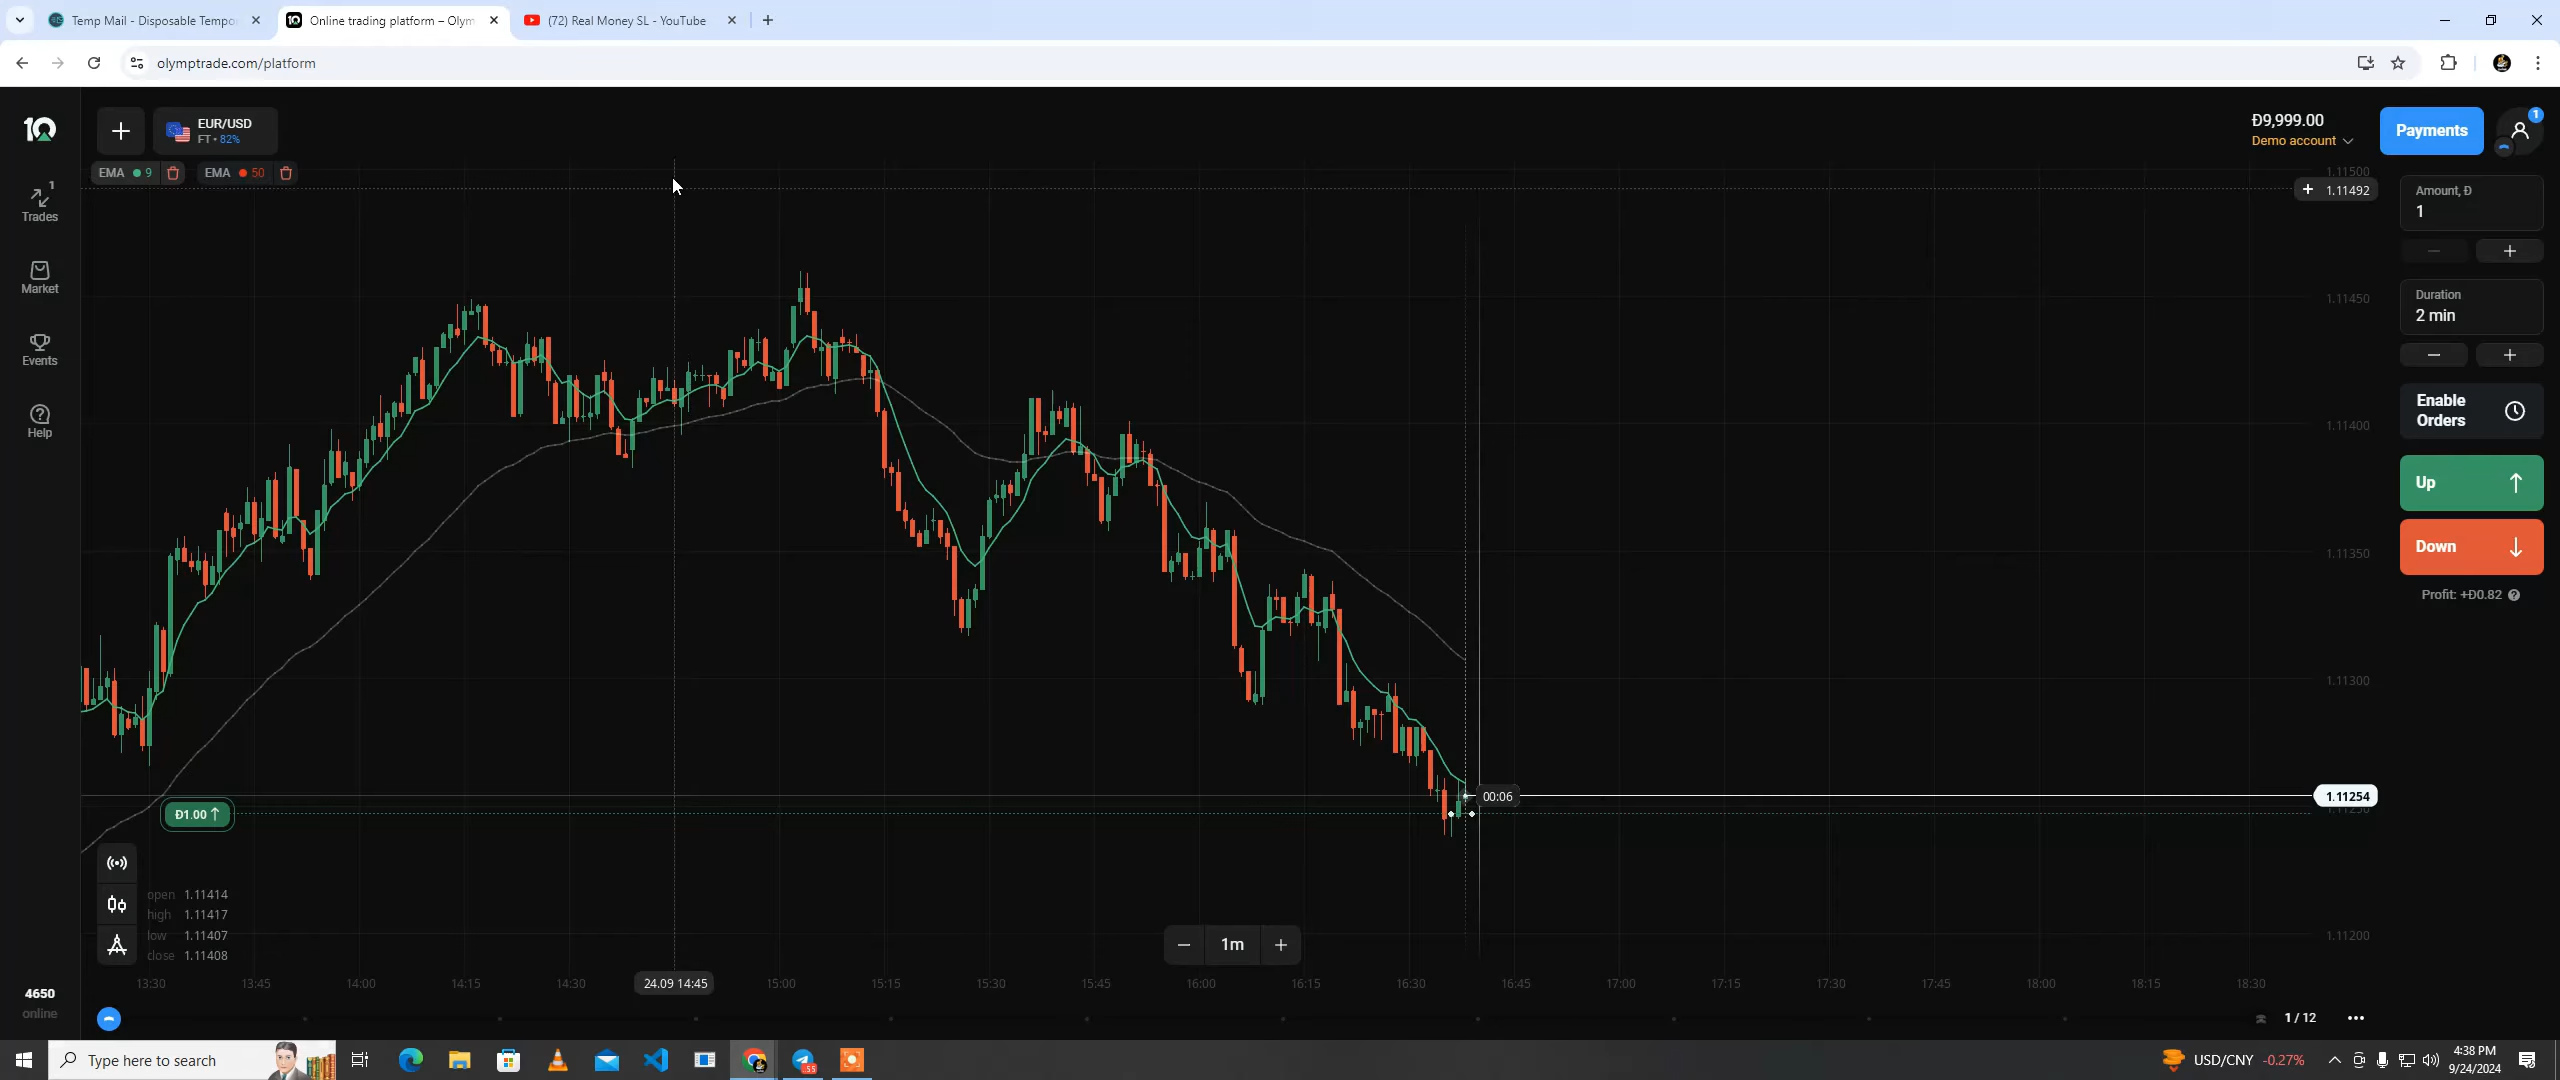 Temp Mail - Disposable Tempo
Online trading platform – Olym
(72) Real Money SL - YouTube
olymptrade.com/platform
EUR/USD
FT • 82%
Đ9,999.00
Demo account
Payments
1
EMA 9
EMA 50
1
Trades
Market
Events
Help
1.11500
1.11492
1.11450
1.11400
1.11350
1.11300
1.11254
1.11200
Amount, Đ
1
Duration
2 min
Enable
Orders
Up
Down
Profit: +Đ0.82
00:06
Đ1.00
open 1.11414
high 1.11417
low 1.11407
close 1.11408
1m
13:30
13:45
14:00
14:15
14:30
24.09 14:45
15:00
15:15
15:30
15:45
16:00
16:15
16:30
16:45
17:00
17:15
17:30
17:45
18:00
18:15
18:30
4650
online
1 / 12
Type here to search
USD/CNY -0.27%
4:38 PM
9/24/2024